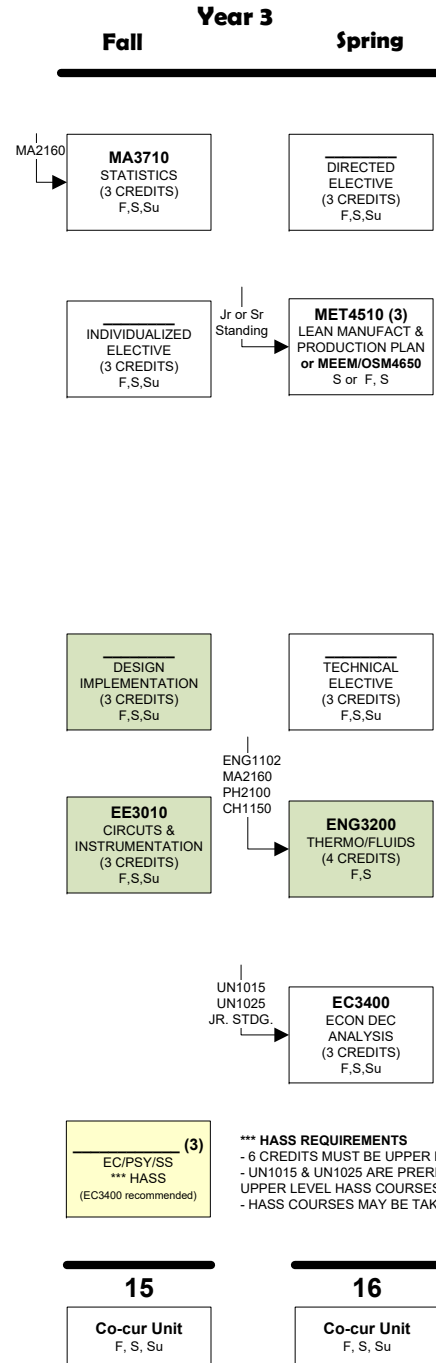 Year 3
Fall
Spring
MA2160
MA3710
STATISTICS
(3 CREDITS)
F,S,Su
DIRECTED
ELECTIVE
(3 CREDITS)
F,S,Su
INDIVIDUALIZED
ELECTIVE
(3 CREDITS)
F,S,Su
Jr or Sr
Standing
MET4510 (3)
LEAN MANUFACT &
PRODUCTION PLAN
or MEEM/OSM4650
S or F, S
DESIGN
IMPLEMENTATION
(3 CREDITS)
F,S,Su
TECHNICAL
ELECTIVE
(3 CREDITS)
F,S,Su
EE3010
CIRCUTS &
INSTRUMENTATION
(3 CREDITS)
F,S,Su
ENG1102
MA2160
PH2100
CH1150
ENG3200
THERMO/FLUIDS
(4 CREDITS)
F,S
UN1015
UN1025
JR. STDG.
EC3400
ECON DEC
ANALYSIS
(3 CREDITS)
F,S,Su
(3)
EC/PSY/SS
*** HASS
(EC3400 recommended)
*** HASS REQUIREMENTS
- 6 CREDITS MUST BE UPPER
- UN1015 & UN1025 ARE
UPPER LEVEL HASS COURSES
- HASS COURSES MAY BE
15
16
Co-cur Unit
F, S, Su
Co-cur Unit
F, S, Su